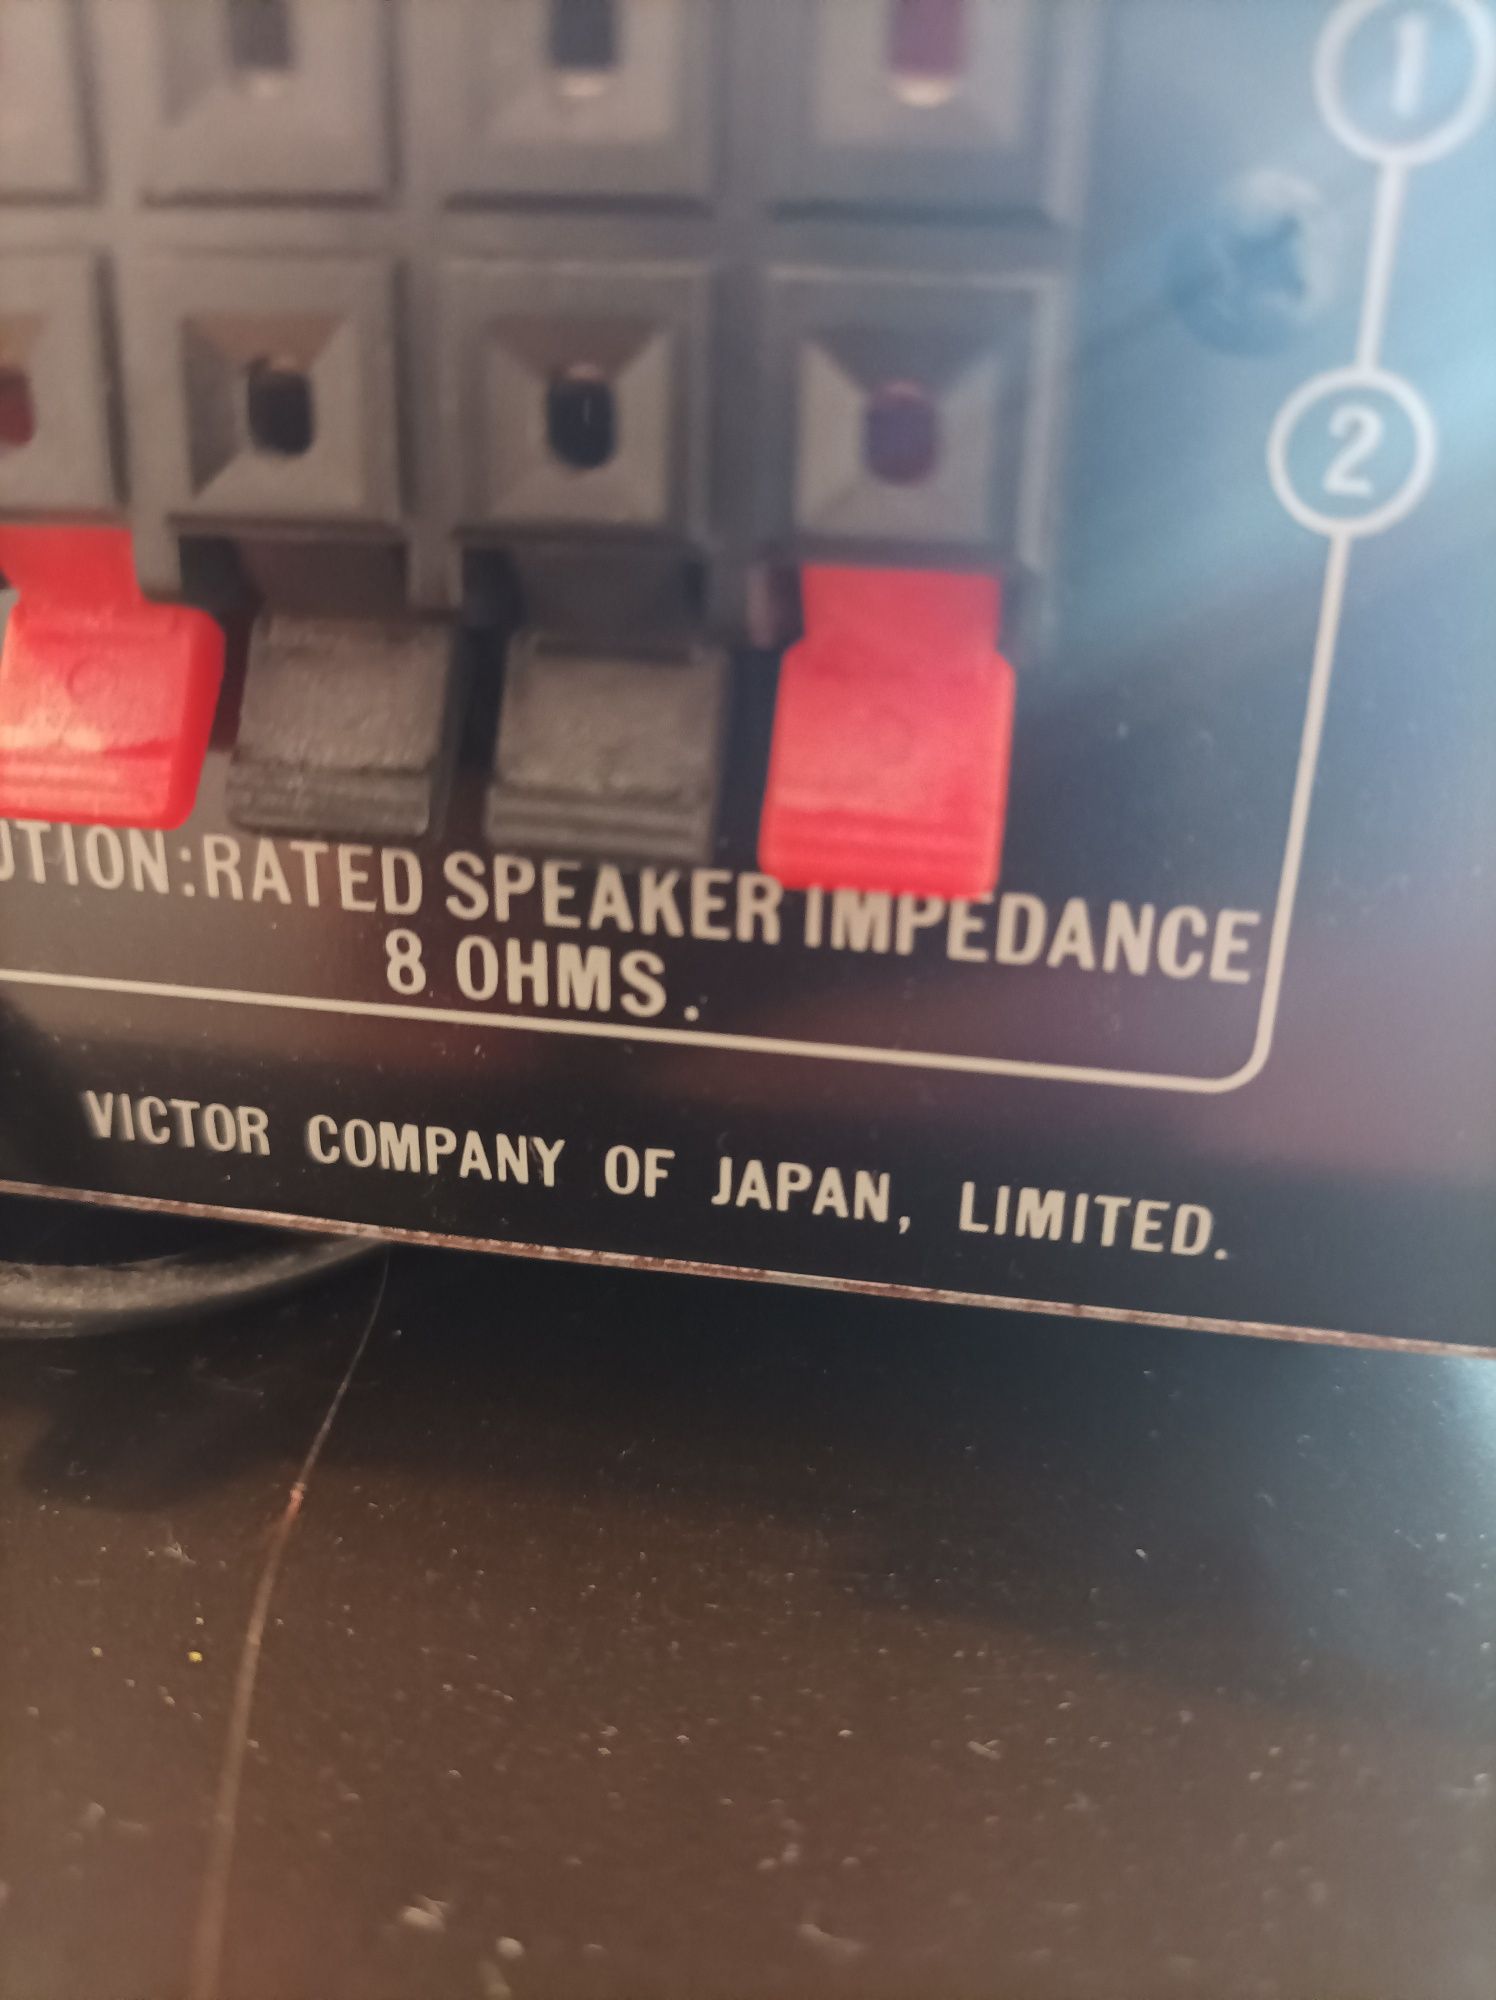 1
2
UTION:RATED SPEAKER IMPEDANCE
8 OHMS.
VICTOR COMPANY OF JAPAN, LIMITED.